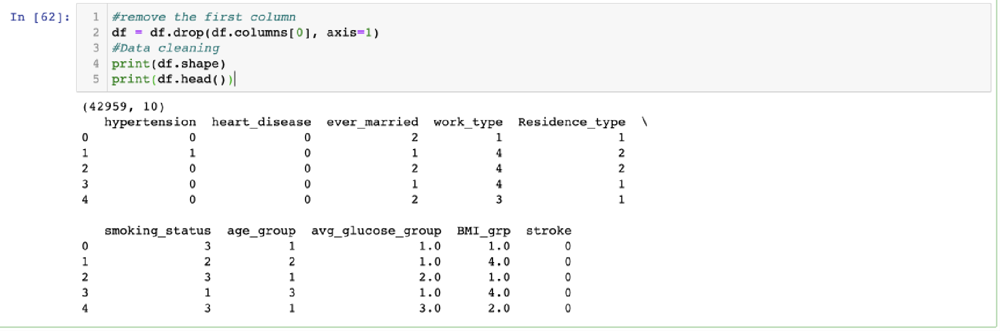 In [62]:
1 #remove the first column
2 df = df.drop(df.columns[0], axis=1)
3 #Data cleaning
4 print(df.shape)
5 print(df.head())
(42959, 10)
hypertension heart_disease ever_married work_type Residence_type \
0 0 0 2 1 1
1 1 0 1 4 2
2 0 0 2 4 2
3 0 0 1 4 1
4 0 0 2 3 1
smoking_status age_group avg_glucose_group BMI_grp stroke
0 3 1 1.0 1.0 0
1 2 2 1.0 4.0 0
2 3 1 2.0 1.0 0
3 1 3 1.0 4.0 0
4 3 1 3.0 2.0 0